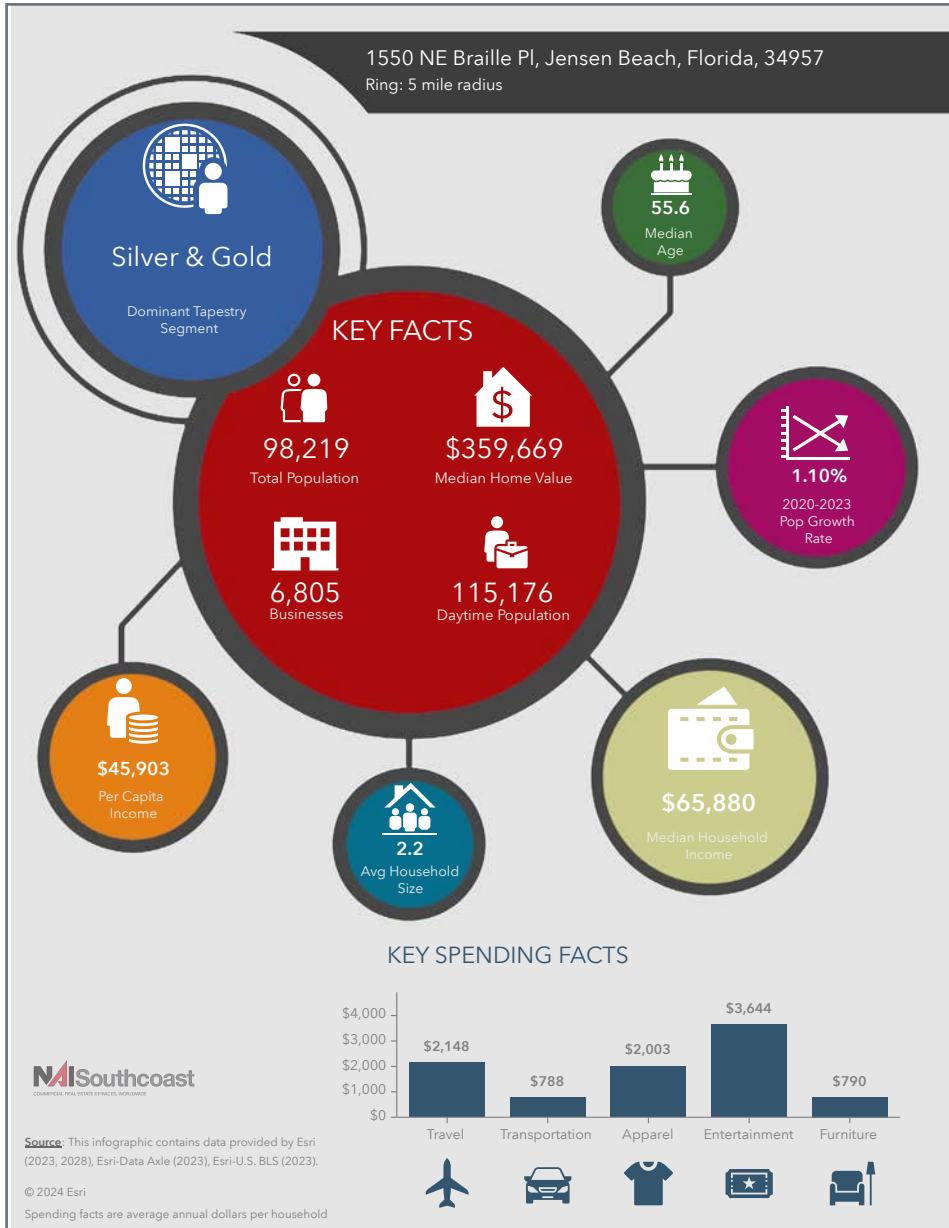 1550 NE Braille Pl, Jensen Beach, Florida, 34957
Ring: 5 mile radius
Silver & Gold
Dominant Tapestry
Segment
55.6
Median
Age
KEY FACTS
98,219
Total Population
$359,669
Median Home Value
6,805
Businesses
115,176
Daytime Population
1.10%
2020-2023
Pop Growth
Rate
$45,903
Per Capita
Income
2.2
Avg Household
Size
$65,880
Median Household
Income
KEY SPENDING FACTS
$4,000
$3,000
$2,000
$1,000
$0
$2,148
$788
$2,003
$3,644
$790
Travel
Transportation
Apparel
Entertainment
Furniture
NAISouthcoast
COMMERCIAL REAL ESTATE SERVICES, WORLDWIDE
Source: This infographic contains data provided by Esri
(2023, 2028), Esri-Data Axle (2023), Esri-U.S. BLS (2023).
© 2024 Esri
Spending facts are average annual dollars per household